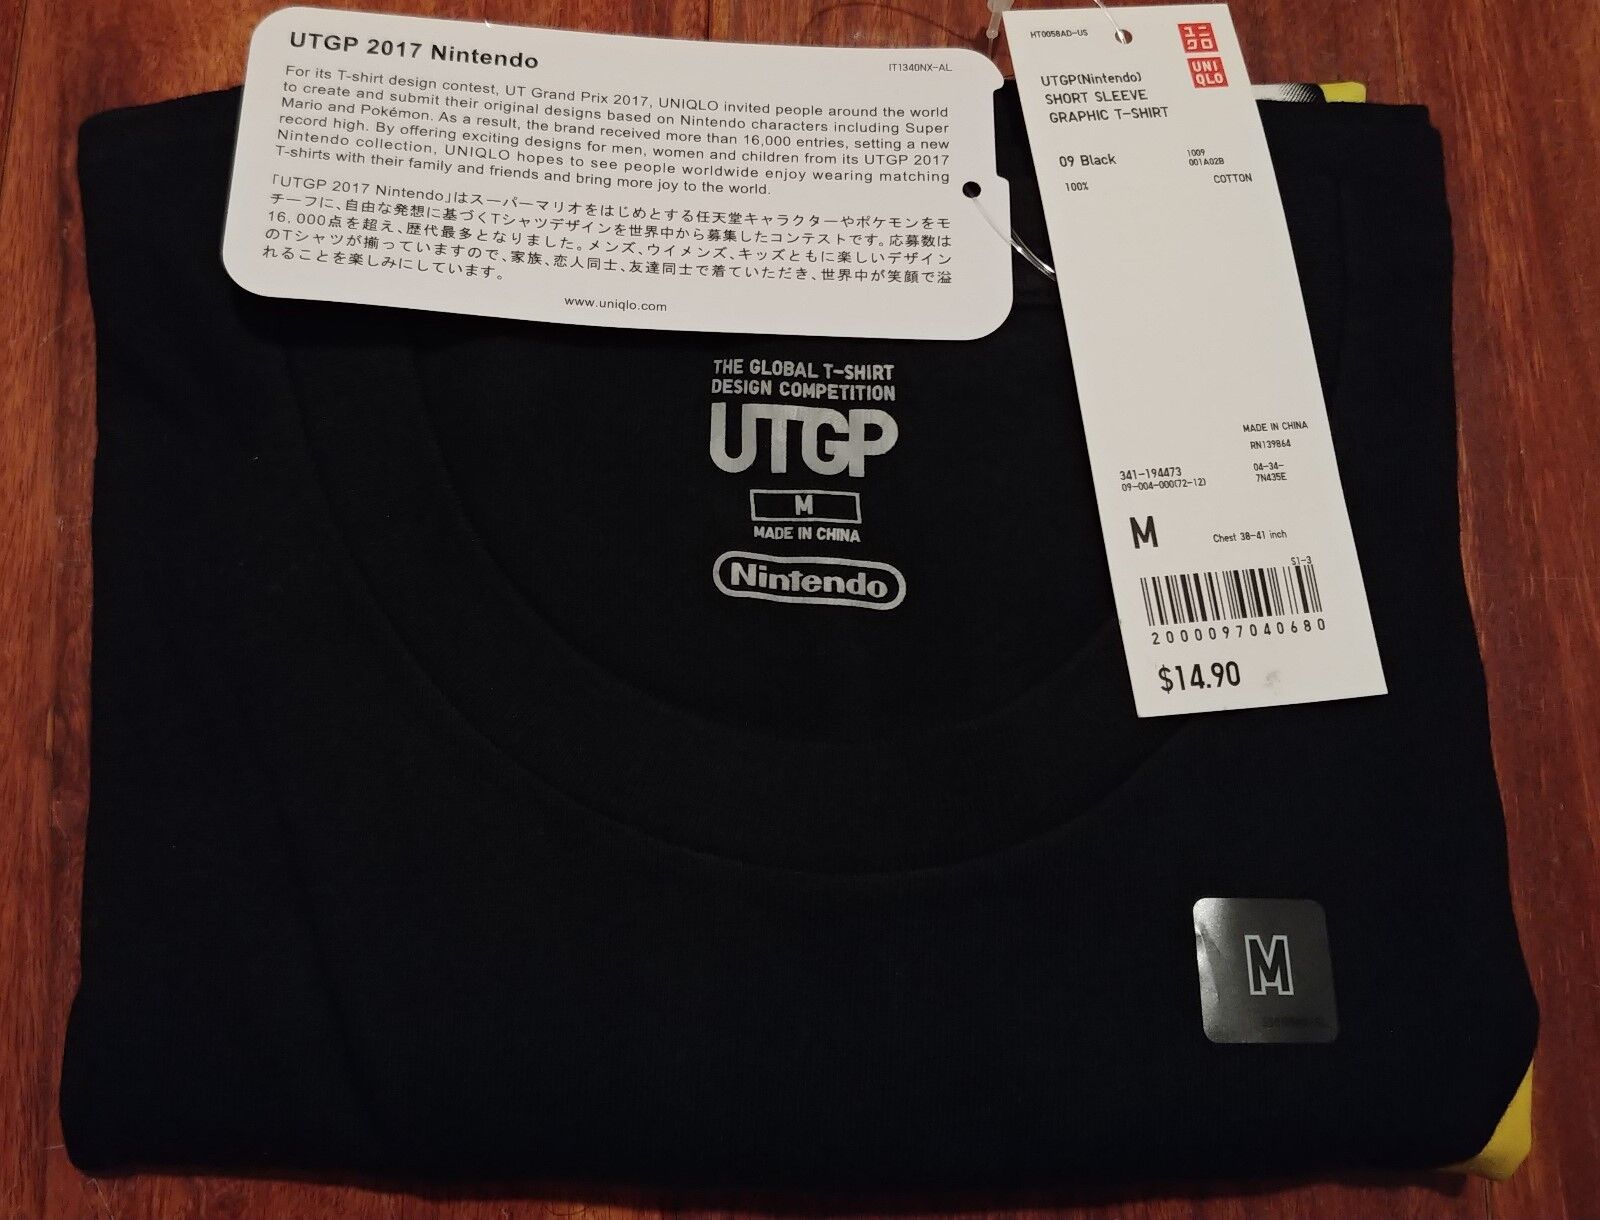 UTGP 2017 Nintendo
IT1340NX-AL
For its T-shirt design contest, UT Grand Prix 2017, UNIQLO invited people around the world
to create and submit their original designs based on Nintendo characters including Super
Mario and Pokémon. As a result, the brand received more than 16,000 entries, setting a new
record high. By offering exciting designs for men, women and children from its UTGP 2017
Nintendo collection, UNIQLO hopes to see people worldwide enjoy wearing matching
T-shirts with their family and friends and bring more joy to the world.
「UTGP 2017 Nintendo」はスーパーマリオをはじめとする任天堂キャラクターやポケモンをモ
チーフに、自由な発想に基づくTシャツデザインを世界中から募集したコンテストです。応募数は
16,000点を超え、歴代最多となりました。メンズ、ウイメンズ、キッズともに楽しいデザイン
のTシャツが揃っていますので、家族、恋人同士、友達同士で着ていただき、世界中が笑顔で溢
れることを楽しみにしています。
www.uniqlo.com
THE GLOBAL T-SHIRT
DESIGN COMPETITION
UTGP
M
MADE IN CHINA
Nintendo
HT0058AD-US
ユニ
クロ
UNI
QLO
UTGP(Nintendo)
SHORT SLEEVE
GRAPHIC T-SHIRT
09 Black
1009
001A02B
100%
COTTON
MADE IN CHINA
RN139864
341-194473
04-34-
09-004-000(72-12)
7N435E
M
Chest 38-41 inch
S1-3
2000097040680
$14.90
M